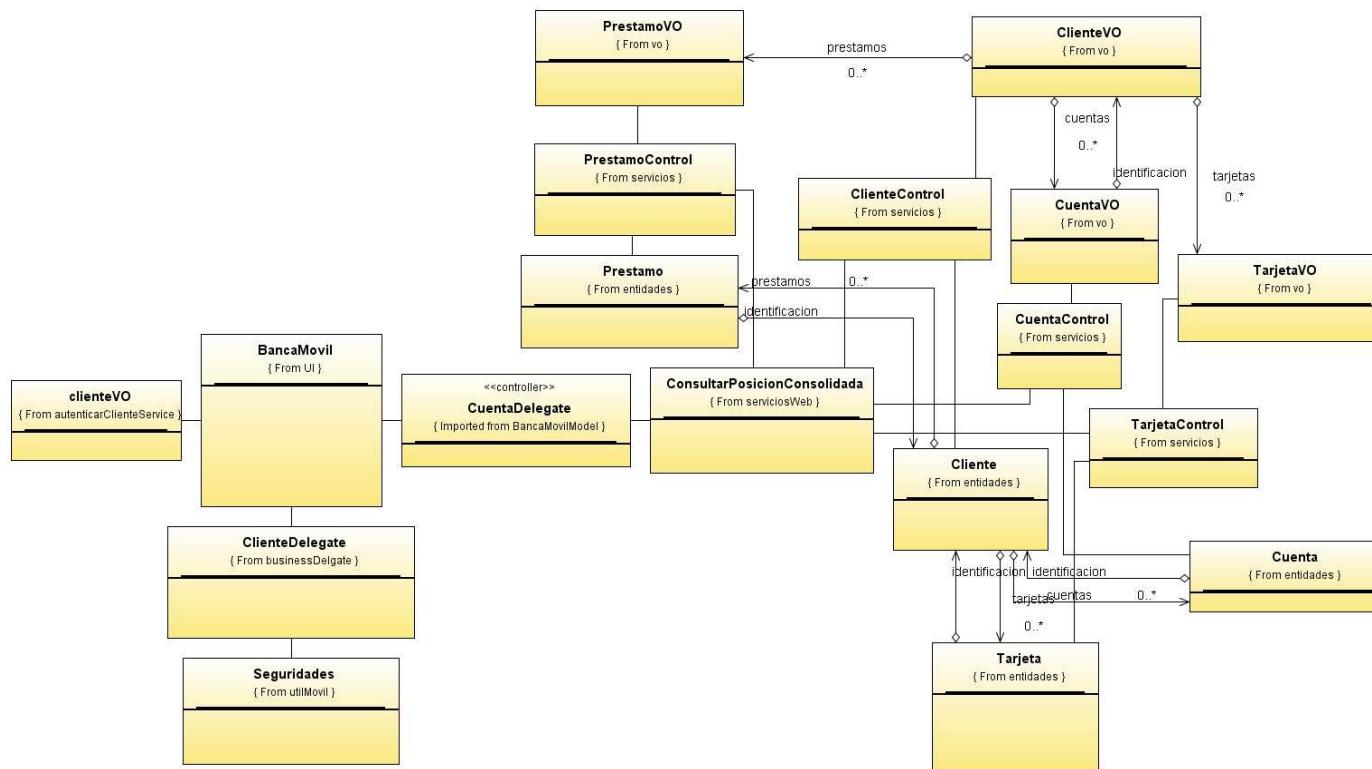 PrestamoVO
{ From vo }
ClienteVO
{ From vo }
prestamos
0..*
cuentas
0..*
identificacion
tarjetas
0..*
PrestamoControl
{ From servicios }
ClienteControl
{ From servicios }
CuentaVO
{ From vo }
Prestamo
{ From entidades }
prestamos
0..*
identificacion
TarjetaVO
{ From vo }
CuentaControl
{ From servicios }
BancaMovil
{ From UI }
clienteVO
{ From autenticarClienteService }
<<controller>>
CuentaDelegate
{ Imported from BancaMovilModel }
ConsultarPosicionConsolidada
{ From serviciosWeb }
TarjetaControl
{ From servicios }
Cliente
{ From entidades }
ClienteDelegate
{ From businessDelgate }
Cuenta
{ From entidades }
identificacion
identificacion
tarjetas
0..*
cuentas
0..*
Seguridades
{ From utilMovil }
Tarjeta
{ From entidades }